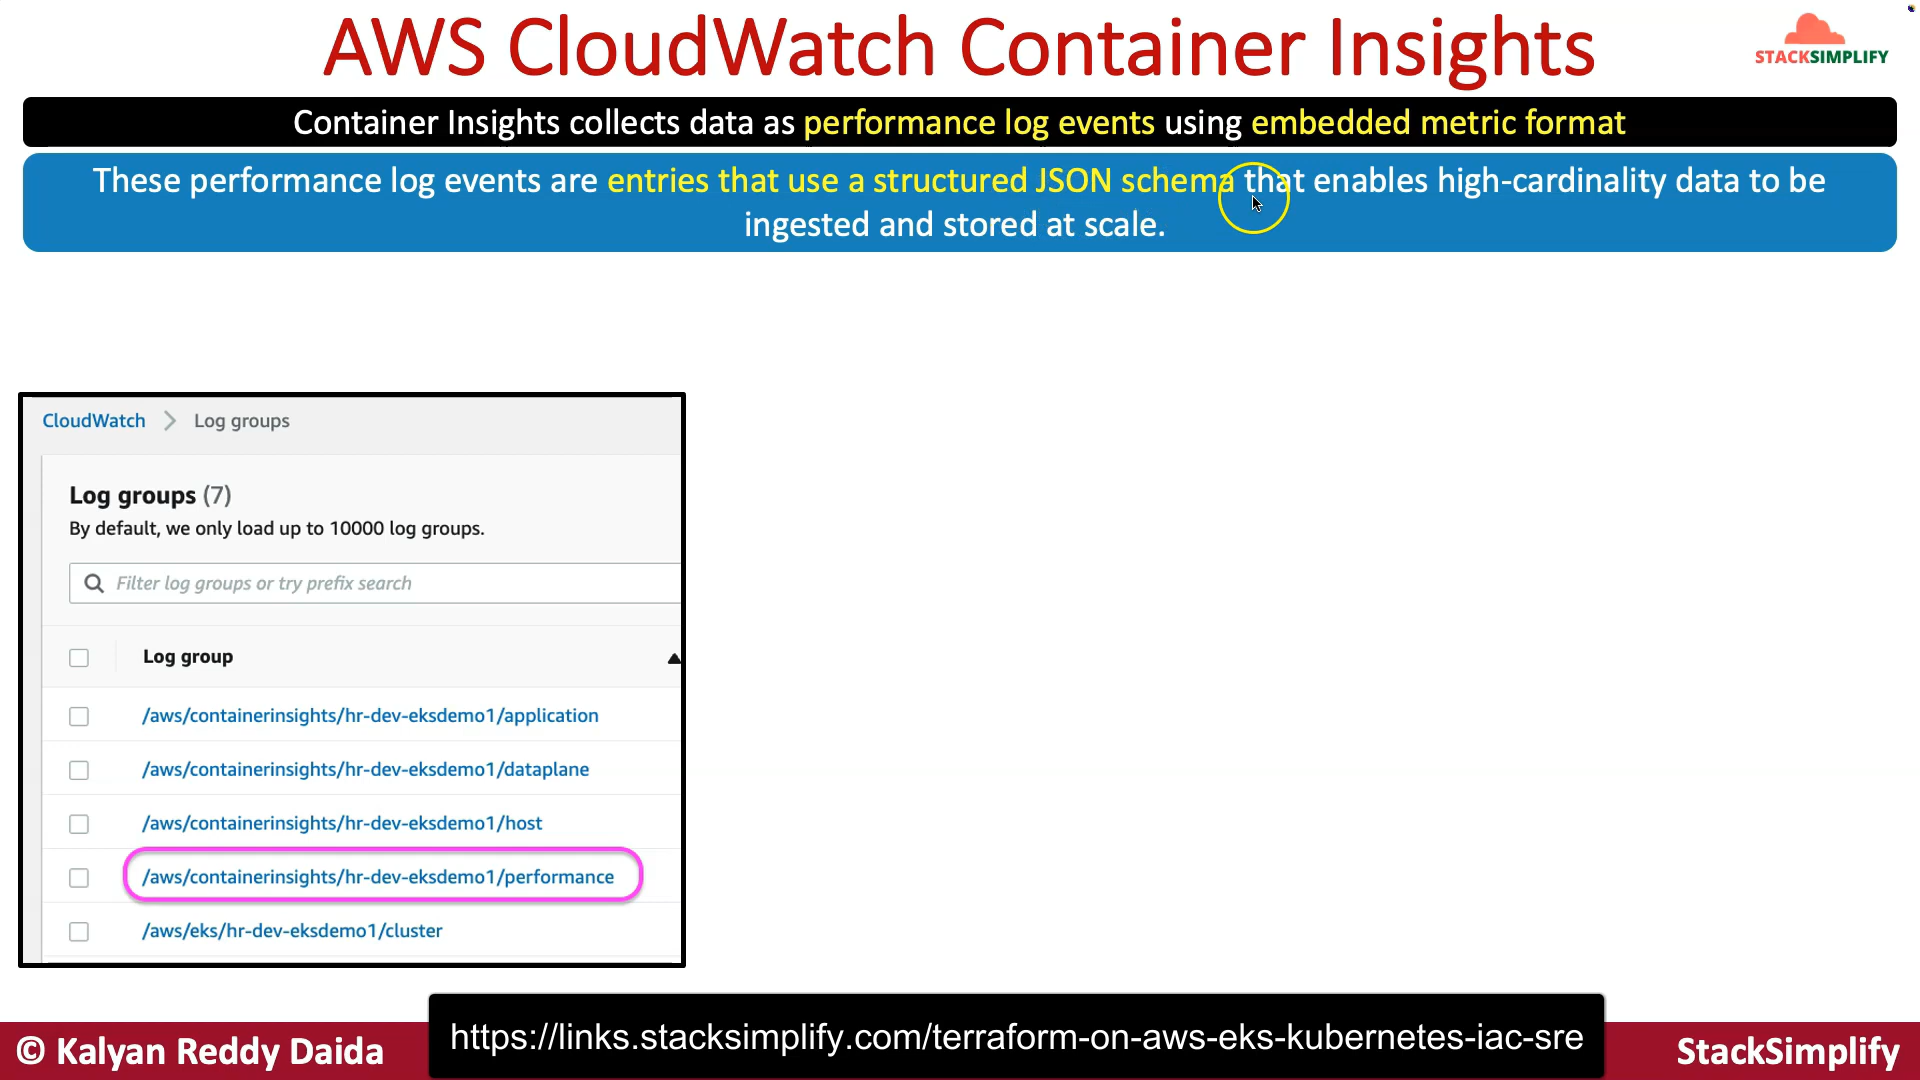 AWS CloudWatch Container Insights
STACKSIMPLIFY
Container Insights collects data as performance log events using embedded metric format
These performance log events are entries that use a structured JSON schema that enables high-cardinality data to be
ingested and stored at scale.
CloudWatch Log groups
Log groups (7)
By default, we only load up to 10000 log groups.
Filter log groups or try prefix search
Log group
/aws/containerinsights/hr-dev-eksdemo1/application
/aws/containerinsights/hr-dev-eksdemo1/dataplane
/aws/containerinsights/hr-dev-eksdemo1/host
/aws/containerinsights/hr-dev-eksdemo1/performance
/aws/eks/hr-dev-eksdemo1/cluster
© Kalyan Reddy Daida
https://links.stacksimplify.com/terraform-on-aws-eks-kubernetes-iac-sre
StackSimplify